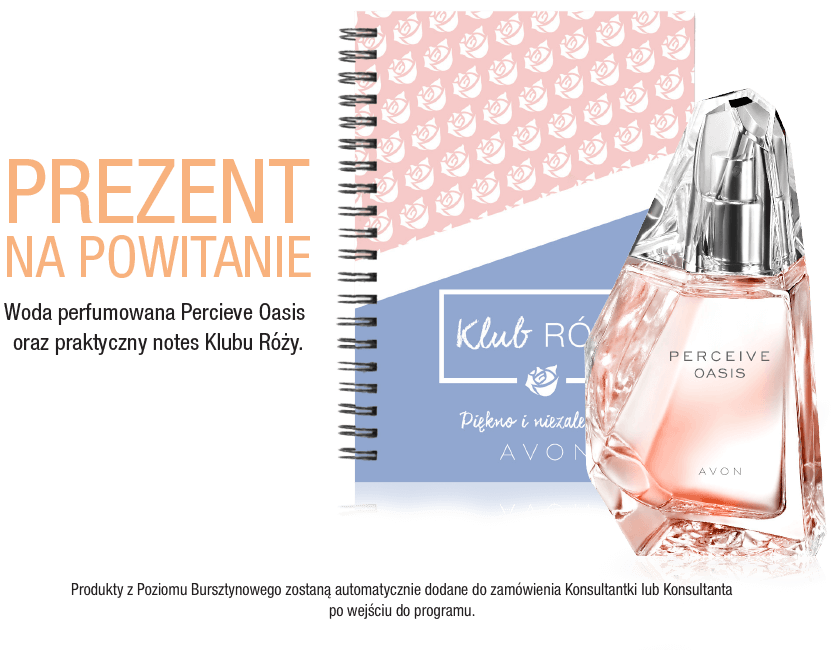 PREZENT
NA POWITANIE
Woda perfumowana Percieve Oasis
oraz praktyczny notes Klubu Róży.
Klub RÓ
Piękno i niezale
AVON
PERCEIVE
OASIS
AVON
Produkty z Poziomu Bursztynowego zostaną automatycznie dodane do zamówienia Konsultantki lub Konsultanta
po wejściu do programu.